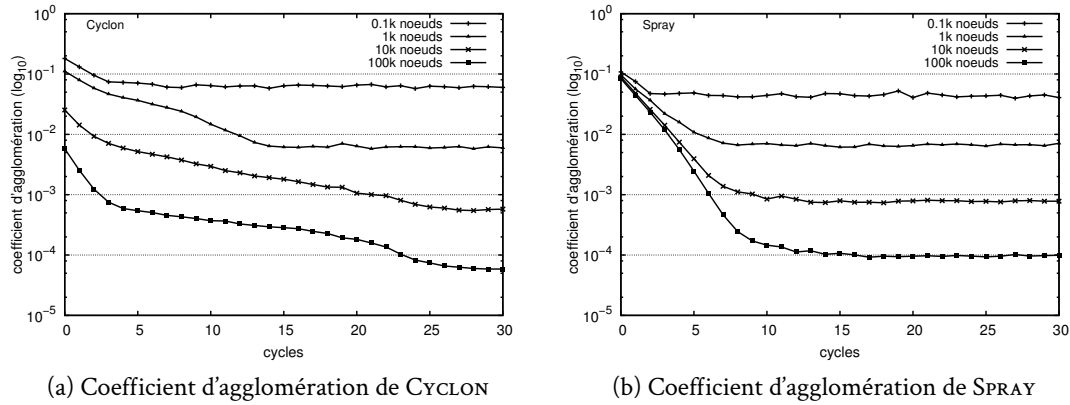 Cyclon
0.1k noeuds
1k noeuds
10k noeuds
100k noeuds
coefficient d'agglomération (log10)
10^0
10^-1
10^-2
10^-3
10^-4
10^-5
0 5 10 15 20 25 30
cycles
(a) Coefficient d'agglomération de CYCLON
Spray
0.1k noeuds
1k noeuds
10k noeuds
100k noeuds
coefficient d'agglomération (log10)
10^0
10^-1
10^-2
10^-3
10^-4
10^-5
0 5 10 15 20 25 30
cycles
(b) Coefficient d'agglomération de SPRAY